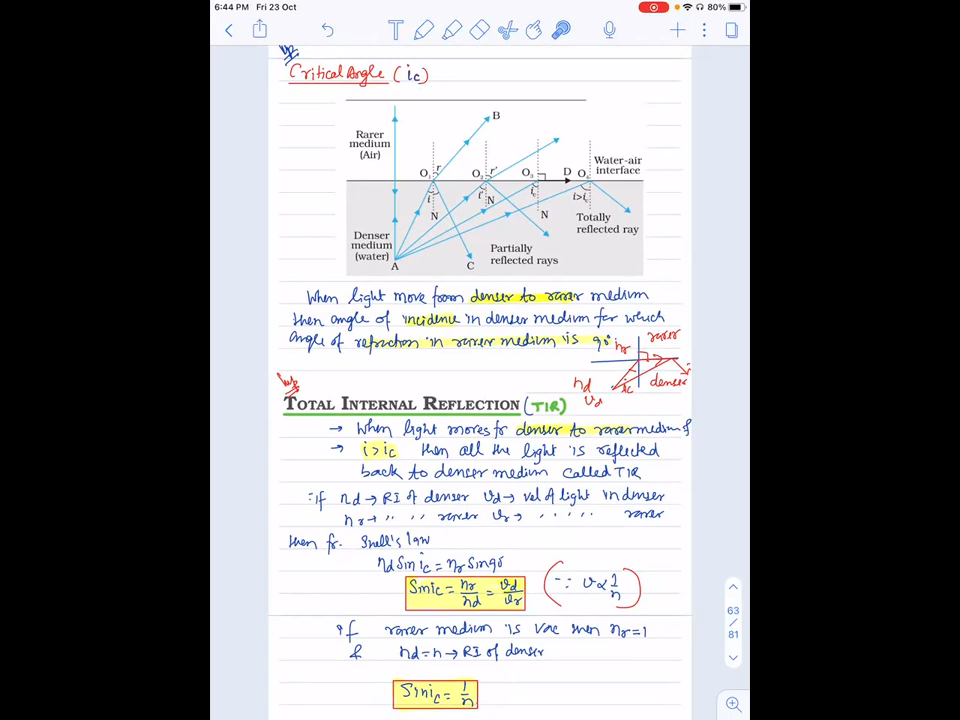 6:44 PM Fri 23 Oct
80%
Critical Angle (ic)
Rarer
medium
(Air)
B
O1
r
O2
r'
O3
D
O4
Water-air
interface
i
N
i'
N
ic
N
i>ic
Totally
reflected ray
Denser
medium
(water)
A
C
Partially
reflected rays
When light move from denser to rarer medium
then angle of incidence in denser medium for which
angle of refraction in rarer medium is 90°
nr
rarer
nd
ic
denser
vd
TOTAL INTERNAL REFLECTION (TIR)
→ When light moves fr denser to rarer medium &
→ i > ic then all the light is reflected
back to denser medium called TIR
∴ if nd → RI of denser vd → vel of light in denser
nr → " " rarer vr → " " " " rarer
then fr. Snell's law
nd Sin ic = nr Sin 90
Sin ic = nr/nd = vd/vr (∵ v ∝ 1/n)
if rarer medium is Vac then nr = 1
& nd = n → RI of denser
Sin ic = 1/n
63
/
81